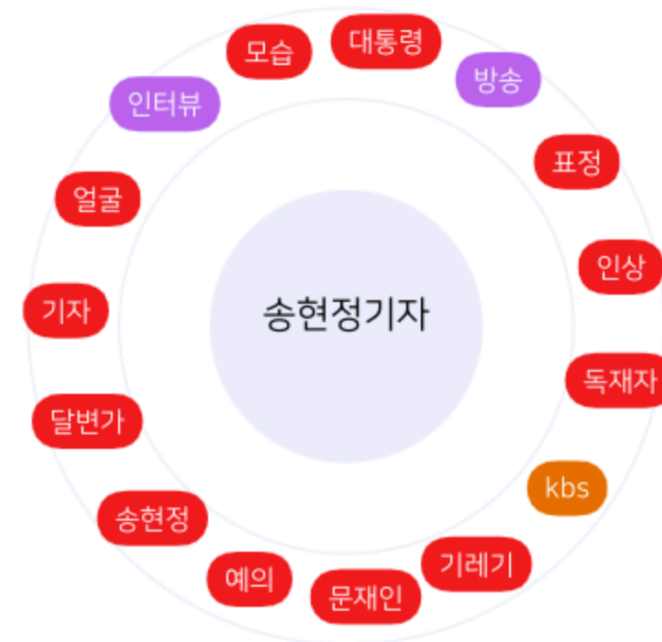 모습
대통령
방송
인터뷰
표정
얼굴
인상
기자
송현정기자
독재자
달변가
kbs
송현정
기레기
예의
문재인